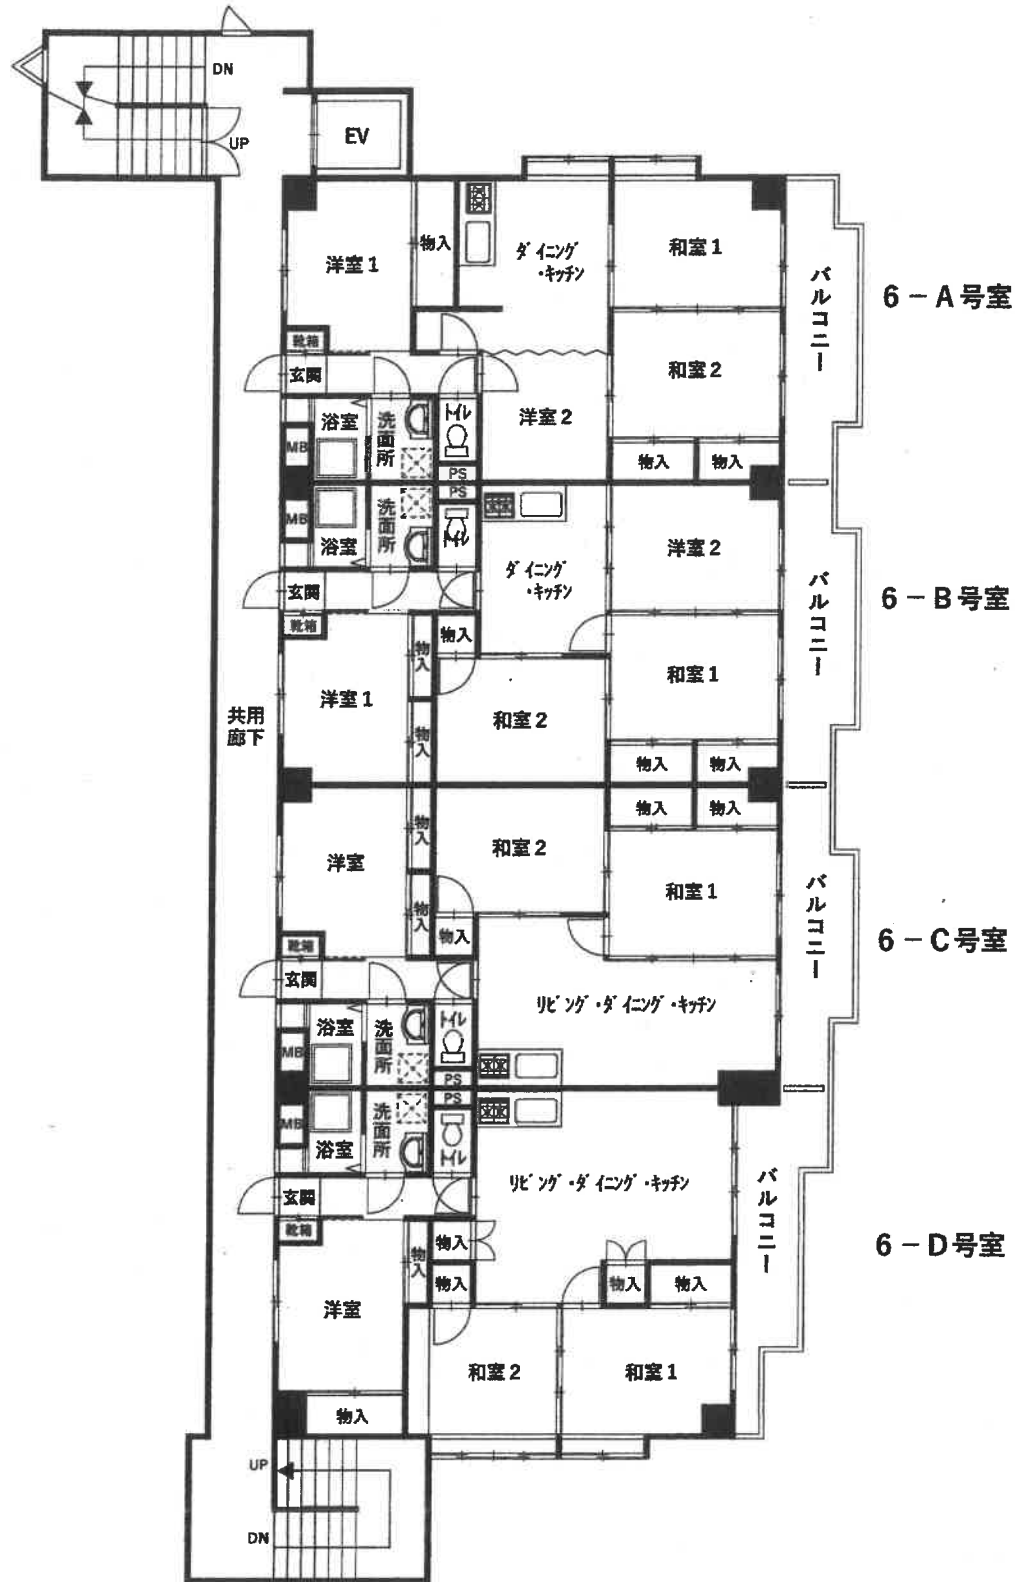 DN
UP
EV
洋室1
物入
ダイニング
・キッチン
和室1
バルコニー
6－A号室
靴箱
玄関
和室2
浴室
洗面所
トイレ
洋室2
MB
物入
物入
PS
PS
MB
浴室
洗面所
トイレ
ダイニング
・キッチン
洋室2
バルコニー
6－B号室
玄関
靴箱
物入
物入
洋室1
和室1
共用
廊下
物入
和室2
物入
物入
物入
物入
物入
洋室
和室2
和室1
バルコニー
6－C号室
物入
物入
靴箱
玄関
リビング・ダイニング・キッチン
浴室
洗面所
トイレ
MB
PS
PS
MB
浴室
洗面所
トイレ
リビング・ダイニング・キッチン
バルコニー
6－D号室
玄関
靴箱
物入
物入
物入
物入
物入
洋室
和室2
和室1
物入
UP
DN